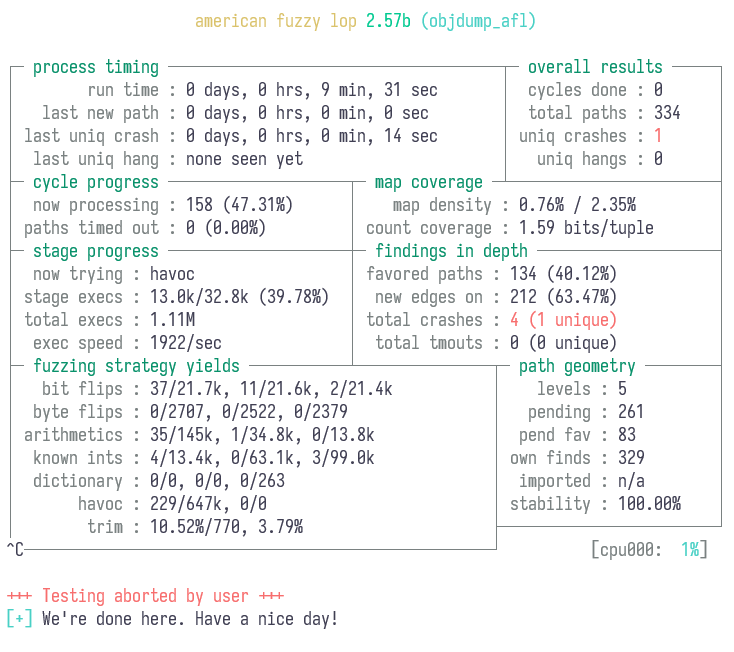 american fuzzy lop 2.57b (objdump_afl)
process timing overall results
run time : 0 days, 0 hrs, 9 min, 31 sec cycles done : 0
last new path : 0 days, 0 hrs, 0 min, 0 sec total paths : 334
last uniq crash : 0 days, 0 hrs, 0 min, 14 sec uniq crashes : 1
last uniq hang : none seen yet uniq hangs : 0
cycle progress map coverage
now processing : 158 (47.31%) map density : 0.76% / 2.35%
paths timed out : 0 (0.00%) count coverage : 1.59 bits/tuple
stage progress findings in depth
now trying : havoc favored paths : 134 (40.12%)
stage execs : 13.0k/32.8k (39.78%) new edges on : 212 (63.47%)
total execs : 1.11M total crashes : 4 (1 unique)
exec speed : 1922/sec total tmouts : 0 (0 unique)
fuzzing strategy yields path geometry
bit flips : 37/21.7k, 11/21.6k, 2/21.4k levels : 5
byte flips : 0/2707, 0/2522, 0/2379 pending : 261
arithmetics : 35/145k, 1/34.8k, 0/13.8k pend fav : 83
known ints : 4/13.4k, 0/63.1k, 3/99.0k own finds : 329
dictionary : 0/0, 0/0, 0/263 imported : n/a
havoc : 229/647k, 0/0 stability : 100.00%
trim : 10.52%/770, 3.79%
^C [cpu000: 1%]
+++ Testing aborted by user +++
[+] We're done here. Have a nice day!